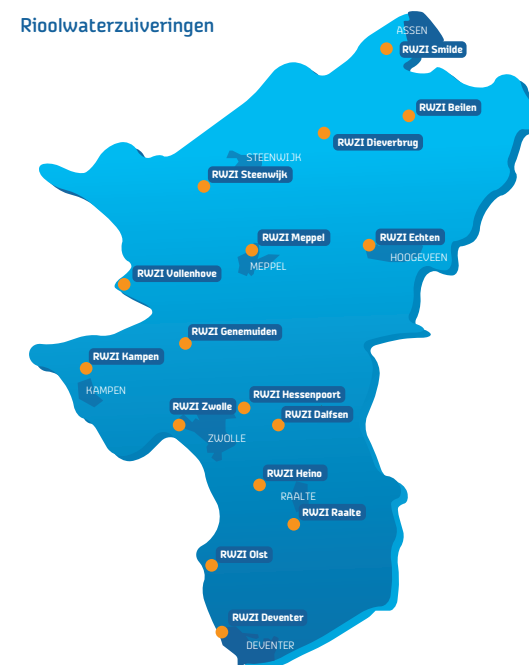 Rioolwaterzuiveringen
ASSEN
RWZI Smilde
RWZI Beilen
RWZI Dieverbrug
STEENWIJK
RWZI Steenwijk
RWZI Meppel
RWZI Echten
MEPPEL
HOOGEVEEN
RWZI Vollenhove
RWZI Genemuiden
RWZI Kampen
KAMPEN
RWZI Hessenpoort
RWZI Zwolle
RWZI Dalfsen
ZWOLLE
RWZI Heino
RAALTE
RWZI Raalte
RWZI Olst
RWZI Deventer
DEVENTER